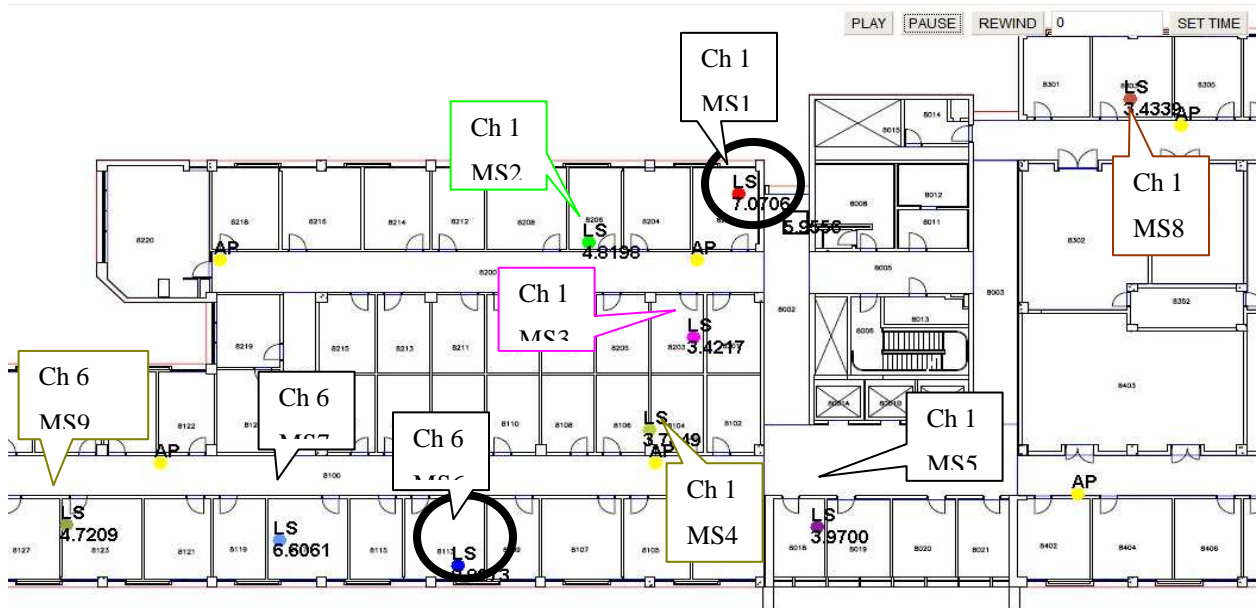 PLAY PAUSE REWIND 0 SET TIME
Ch 1
MS1
8301 8305
LS
3.4339
AP
Ch 1
MS2
8014
8015
Ch 1
MS8
LS
7.0706
5.9556
8218 8216 8214 8212 8208 8206 8204
8008 8012
8011
8220
LS
4.8198
AP
AP
8200
8005
8302
8002
8003
8352
Ch 1
MS3
LS
3.4217
8219 8215 8213 8211 8205 8203
8006 8013
8403
Ch 6
MS9
Ch 6
MS7
Ch 6
MS6
8122
8110 8108 8106 8104 8102
LS
AP
AP
8100
Ch 1
MS5
Ch 1
MS4
AP
LS
4.7209
LS
6.6061
LS
LS
3.9700
8127 8123 8121 8119 8115 8107 8105
8018 8019 8020 8021 8402 8404 8406